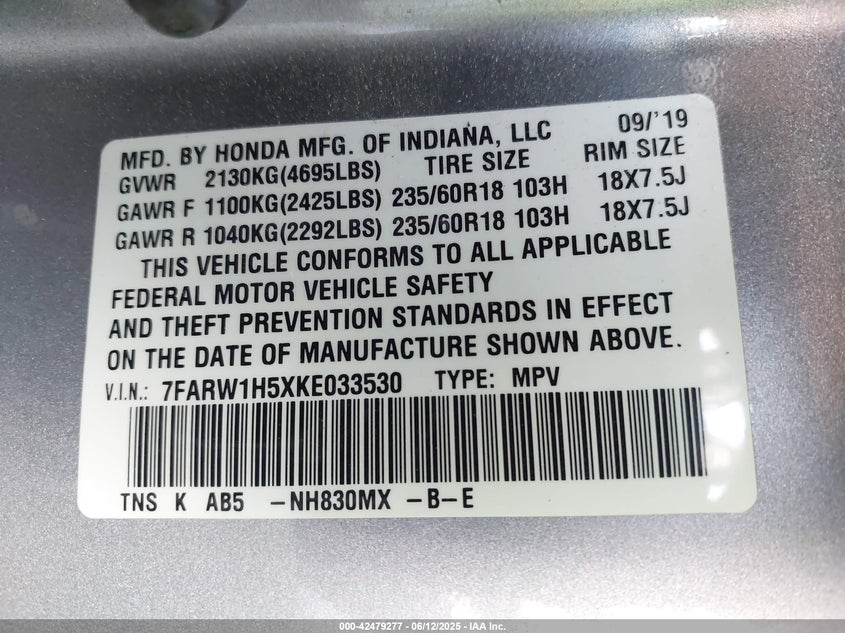 MFD. BY HONDA MFG. OF INDIANA, LLC 09/'19
GVWR 2130KG(4695LBS) TIRE SIZE RIM SIZE
GAWR F 1100KG(2425LBS) 235/60R18 103H 18X7.5J
GAWR R 1040KG(2292LBS) 235/60R18 103H 18X7.5J
THIS VEHICLE CONFORMS TO ALL APPLICABLE
FEDERAL MOTOR VEHICLE SAFETY
AND THEFT PREVENTION STANDARDS IN EFFECT
ON THE DATE OF MANUFACTURE SHOWN ABOVE.
V.I.N.: 7FARW1H5XKE033530 TYPE: MPV
TNS K AB5 -NH830MX -B-E
000-42479277 - 06/12/2025 - IAA Inc.